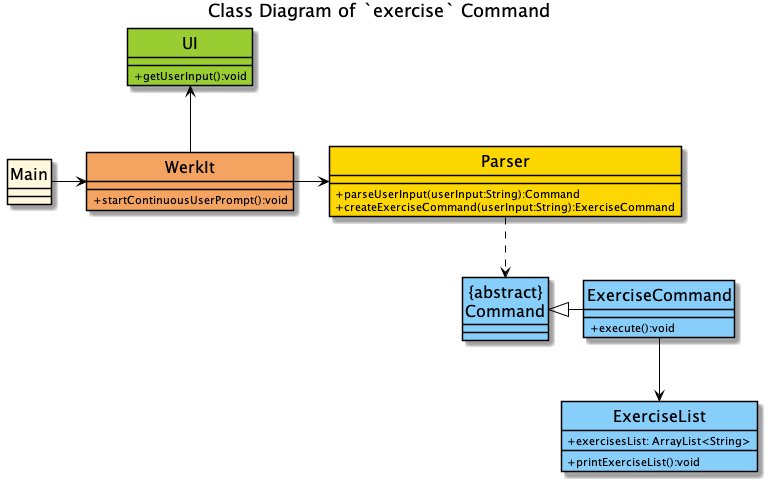 Class Diagram of `exercise` Command
UI
+getUserInput():void
Main
WerkIt
+startContinuousUserPrompt():void
Parser
+parseUserInput(userInput:String):Command
+createExerciseCommand(userInput:String):ExerciseCommand
{abstract}
Command
ExerciseCommand
+execute():void
ExerciseList
+exercisesList: ArrayList<String>
+printExerciseList():void